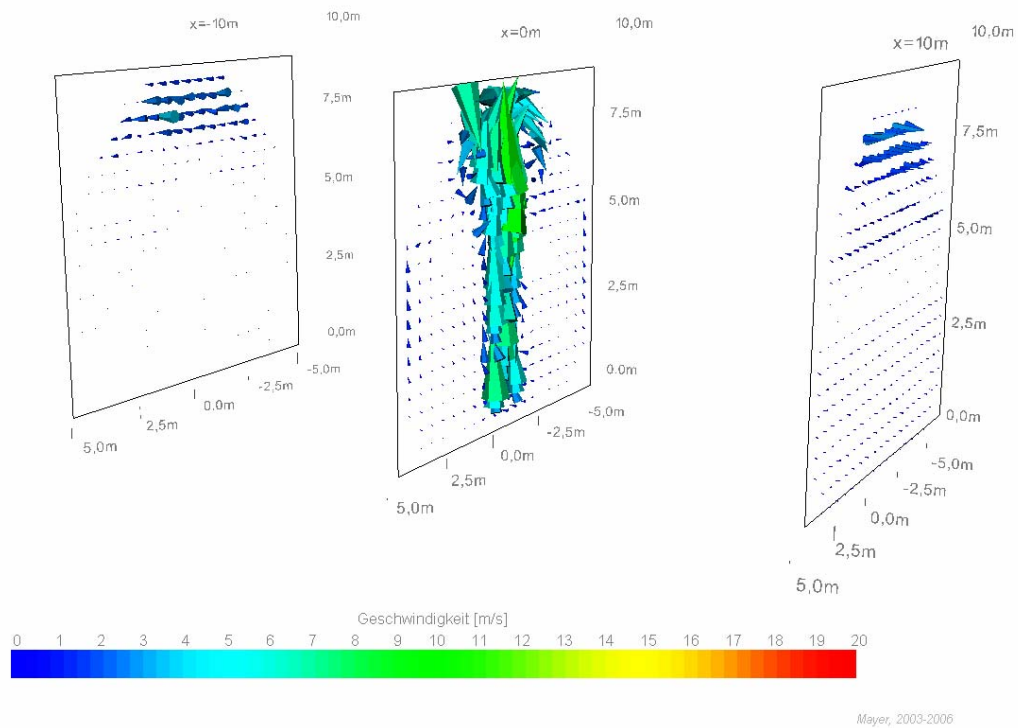 x=-10m
10,0m
7,5m
5,0m
2,5m
0,0m
-5,0m
-2,5m
0.0m
2,5m
5,0m
x=0m
10,0m
7.5m
5.0m
2,5m
0.0m
-5,0m
-2,5m
0,0m
2,5m
5,0m
x=10m
10,0m
7,5m
5,0m
2,5m
0,0m
-5,0m
-2,5m
0,0m
2,5m
5,0m
Geschwindigkeit [m/s]
0 1 2 3 4 5 6 7 8 9 10 11 12 13 14 15 16 17 18 19 20
Mayer, 2003-2006